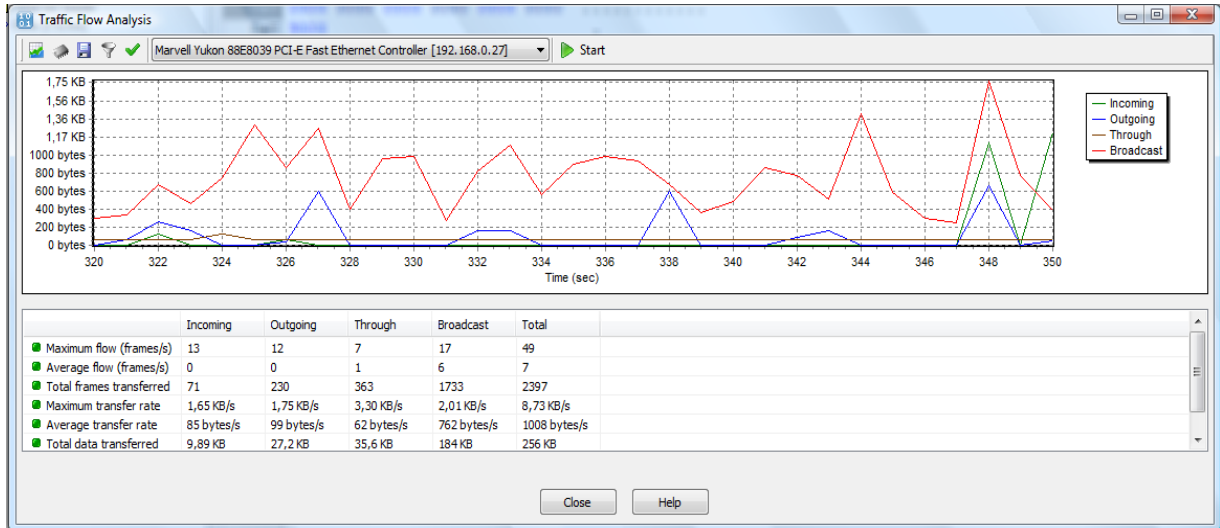 Traffic Flow Analysis
Marvell Yukon 88E8039 PCI-E Fast Ethernet Controller [192.168.0.27] Start
1,75 KB
1,56 KB
1,36 KB
1,17 KB
1000 bytes
800 bytes
600 bytes
400 bytes
200 bytes
0 bytes
320 322 324 326 328 330 332 334 336 338 340 342 344 346 348 350
Time (sec)
Incoming
Outgoing
Through
Broadcast
Incoming Outgoing Through Broadcast Total
Maximum flow (frames/s) 13 12 7 17 49
Average flow (frames/s) 0 0 1 6 7
Total frames transferred 71 230 363 1733 2397
Maximum transfer rate 1,65 KB/s 1,75 KB/s 3,30 KB/s 2,01 KB/s 8,73 KB/s
Average transfer rate 85 bytes/s 99 bytes/s 62 bytes/s 762 bytes/s 1008 bytes/s
Total data transferred 9,89 KB 27,2 KB 35,6 KB 184 KB 256 KB
Close Help